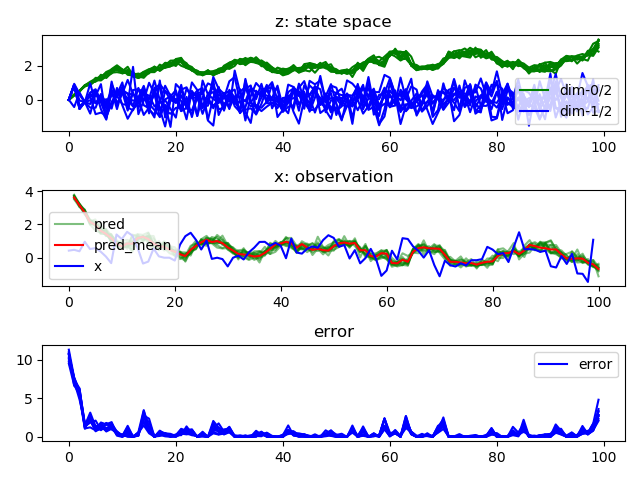 z: state space
2
0
dim-0/2
dim-1/2
0 20 40 60 80 100
x: observation
4
2
0
pred
pred_mean
x
0 20 40 60 80 100
error
10
5
0
error
0 20 40 60 80 100